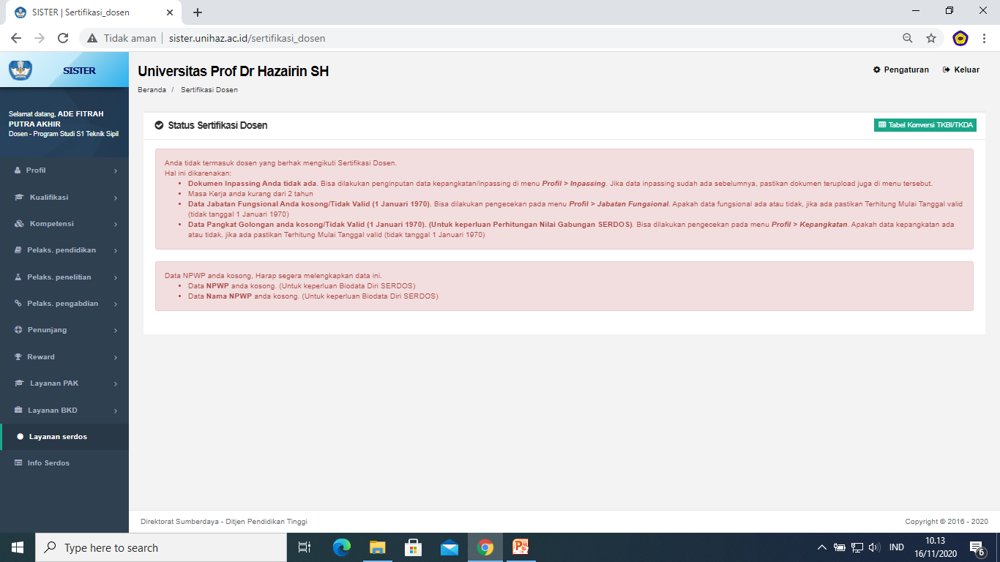 SISTER | Sertifikasi_dosen
Tidak aman
sister.unihaz.ac.id/sertifikasi_dosen
SISTER
Universitas Prof Dr Hazairin SH
Pengaturan
Keluar
Beranda / Sertifikasi Dosen
Selamat datang, ADE FITRAH
PUTRA AKHIR
Dosen - Program Studi S1 Teknik Sipil
Profil
Kualifikasi
Kompetensi
Pelaks. pendidikan
Pelaks. penelitian
Pelaks. pengabdian
Penunjang
Reward
Layanan PAK
Layanan BKD
Layanan serdos
Info Serdos
Status Sertifikasi Dosen
Tabel Konversi TKBI/TKDA
Anda tidak termasuk dosen yang berhak mengikuti Sertifikasi Dosen.
Hal ini dikarenakan:
• Dokumen Inpassing Anda tidak ada. Bisa dilakukan penginputan data kepangkatan/inpassing di menu Profil > Inpassing. Jika data inpassing sudah ada sebelumnya, pastikan dokumen terupload juga di menu tersebut.
• Masa Kerja anda kurang dari 2 tahun
• Data Jabatan Fungsional Anda kosong/Tidak Valid (1 Januari 1970). Bisa dilakukan pengecekan pada menu Profil > Jabatan Fungsional. Apakah data fungsional ada atau tidak, jika ada pastikan Terhitung Mulai Tanggal valid
(tidak tanggal 1 Januari 1970)
• Data Pangkat Golongan anda kosong/Tidak Valid (1 Januari 1970). (Untuk keperluan Perhitungan Nilai Gabungan SERDOS). Bisa dilakukan pengecekan pada menu Profil > Kepangkatan. Apakah data kepangkatan ada
atau tidak, jika ada pastikan Terhitung Mulai Tanggal valid (tidak tanggal 1 Januari 1970)
Data NPWP anda kosong, Harap segera melengkapkan data ini.
• Data NPWP anda kosong. (Untuk keperluan Biodata Diri SERDOS)
• Data Nama NPWP anda kosong. (Untuk keperluan Biodata Diri SERDOS)
Direktorat Sumberdaya - Ditjen Pendidikan Tinggi
Copyright © 2016 - 2020
Type here to search
IND
10.13
16/11/2020
6